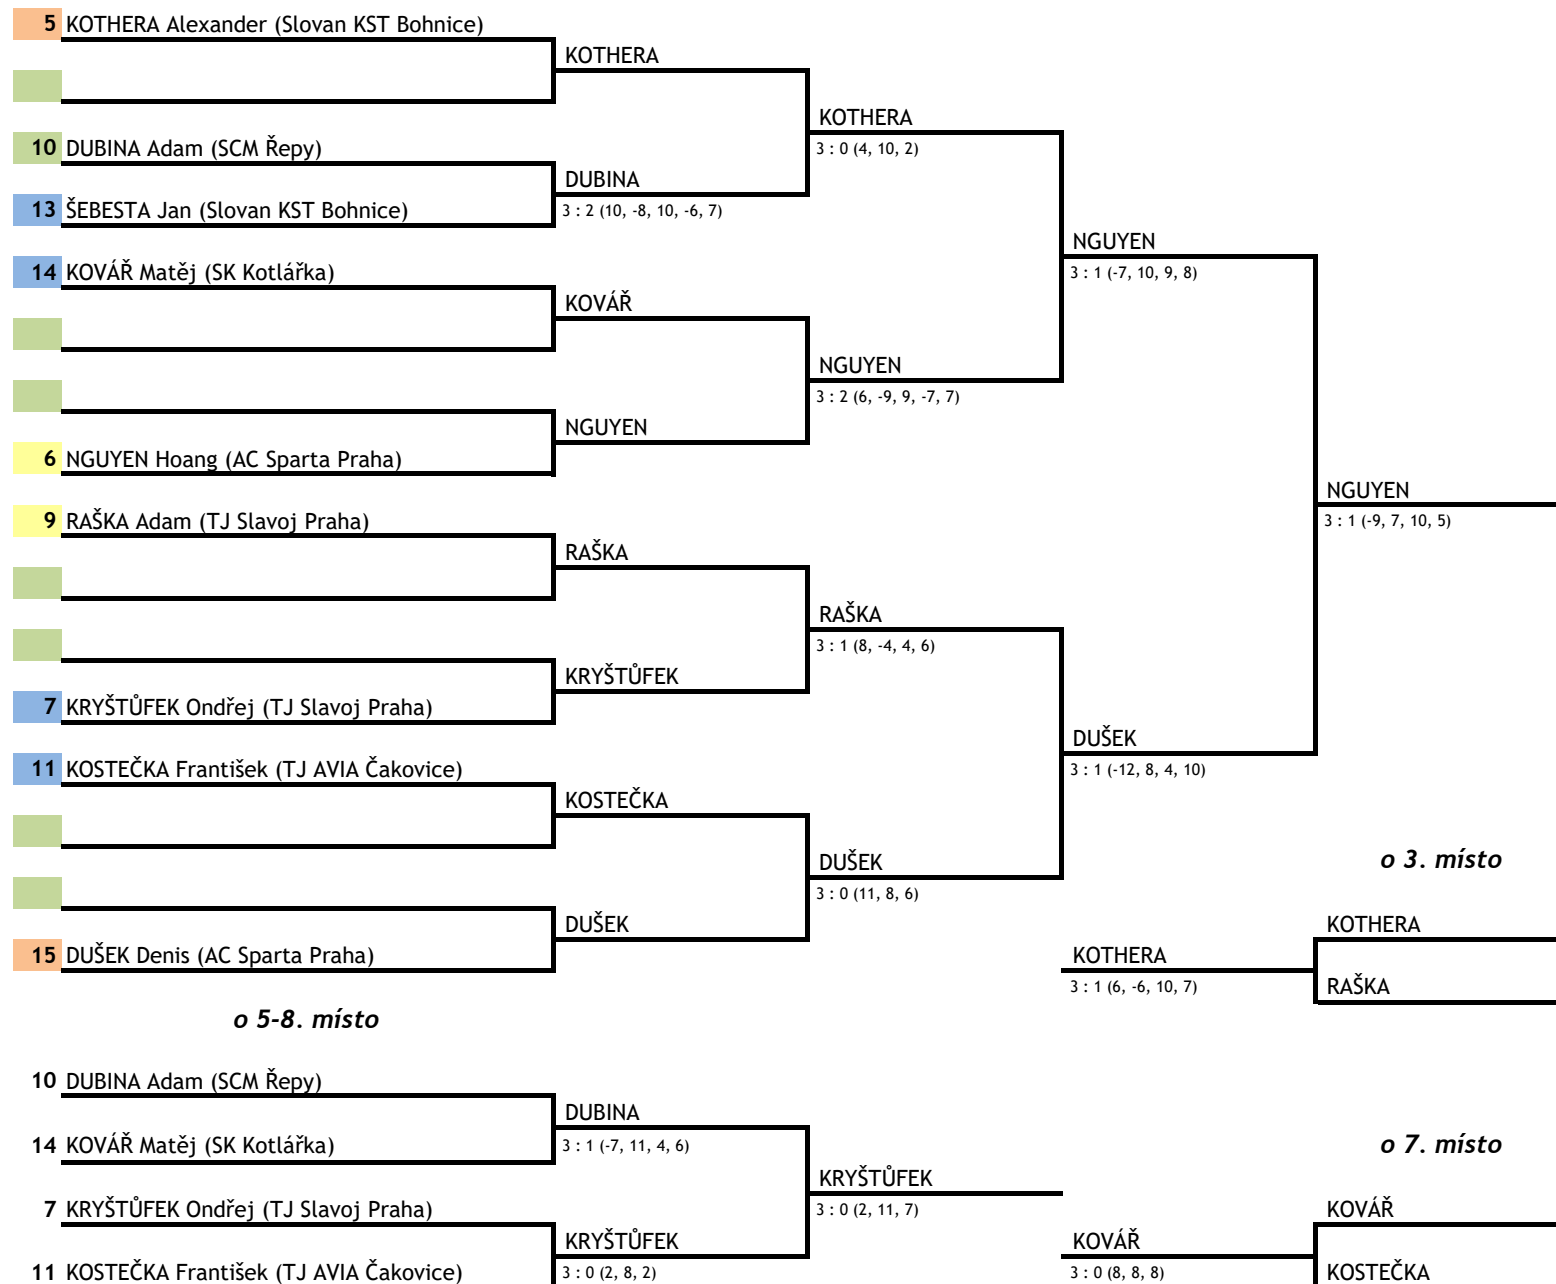 5 KOTHERA Alexander (Slovan KST Bohnice)
KOTHERA
KOTHERA
3 : 0 (4, 10, 2)
10 DUBINA Adam (SCM Řepy)
DUBINA
3 : 2 (10, -8, 10, -6, 7)
13 ŠEBESTA Jan (Slovan KST Bohnice)
NGUYEN
3 : 1 (-7, 10, 9, 8)
14 KOVÁŘ Matěj (SK Kotlářka)
KOVÁŘ
NGUYEN
3 : 2 (6, -9, 9, -7, 7)
NGUYEN
6 NGUYEN Hoang (AC Sparta Praha)
NGUYEN
3 : 1 (-9, 7, 10, 5)
9 RAŠKA Adam (TJ Slavoj Praha)
RAŠKA
RAŠKA
3 : 1 (8, -4, 4, 6)
KRYŠTŮFEK
7 KRYŠTŮFEK Ondřej (TJ Slavoj Praha)
DUŠEK
3 : 1 (-12, 8, 4, 10)
11 KOSTEČKA František (TJ AVIA Čakovice)
KOSTEČKA
DUŠEK
3 : 0 (11, 8, 6)
DUŠEK
15 DUŠEK Denis (AC Sparta Praha)
o 3. místo
KOTHERA
KOTHERA
3 : 1 (6, -6, 10, 7)
RAŠKA
o 5-8. místo
10 DUBINA Adam (SCM Řepy)
DUBINA
3 : 1 (-7, 11, 4, 6)
14 KOVÁŘ Matěj (SK Kotlářka)
KRYŠTŮFEK
3 : 0 (2, 11, 7)
7 KRYŠTŮFEK Ondřej (TJ Slavoj Praha)
KRYŠTŮFEK
3 : 0 (2, 8, 2)
11 KOSTEČKA František (TJ AVIA Čakovice)
o 7. místo
KOVÁŘ
KOVÁŘ
3 : 0 (8, 8, 8)
KOSTEČKA